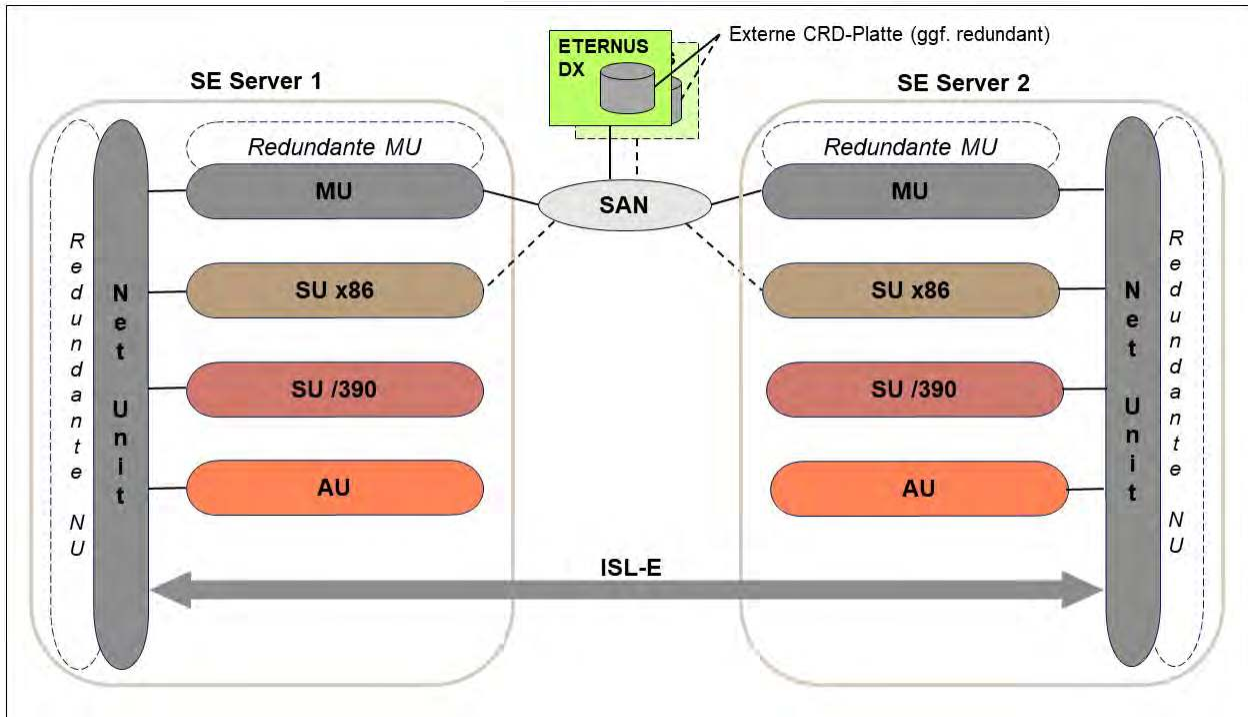 Externe CRD-Platte (ggf. redundant)
ETERNUS
DX
SE Server 1
SE Server 2
Redundante MU
MU
SU x86
SU /390
AU
Redundante NU
Net Unit
SAN
Redundante MU
MU
SU x86
SU /390
AU
Net Unit
Redundante NU
ISL-E